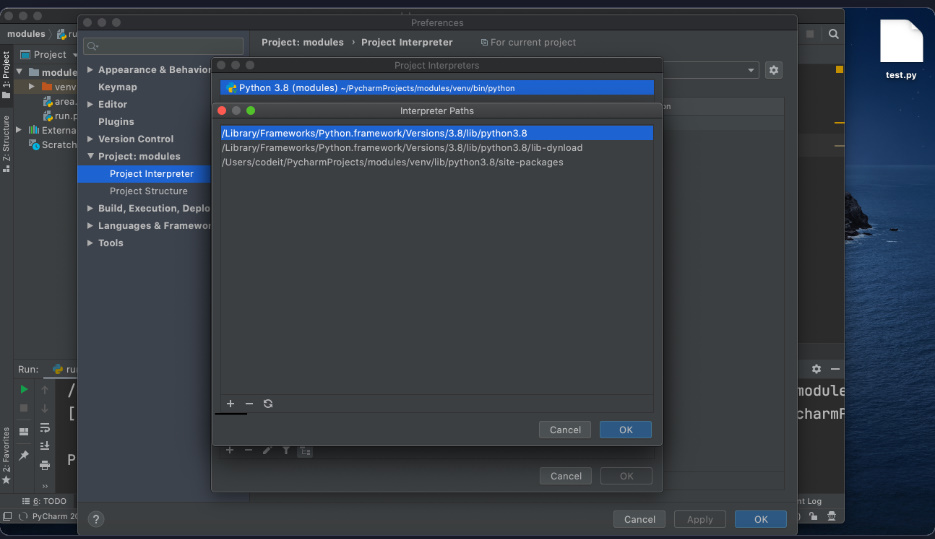 Preferences
modules
ru
Project: modules › Project Interpreter
For current project
test.py
1: Project
Project
Project Interpreters
Appearance & Behavior
module
Python 3.8 (modules) ~/PycharmProjects/modules/venv/bin/python
Keymap
venv
Editor
area.
Interpreter Paths
run.p
Plugins
Externa
Version Control
/Library/Frameworks/Python.framework/Versions/3.8/lib/python3.8
Scratch
/Library/Frameworks/Python.framework/Versions/3.8/lib/python3.8/lib-dynload
Project: modules
/Users/codeit/PycharmProjects/modules/venv/lib/python3.8/site-packages
Z: Structure
Project Interpreter
Project Structure
Build, Execution, Deplo
Languages & Framewor
Tools
Run:
ru
/
module
[
charmP
Cancel
OK
P
2: Favorites
Cancel
OK
6: TODO
nt Log
PyCharm 20
?
Cancel
Apply
OK